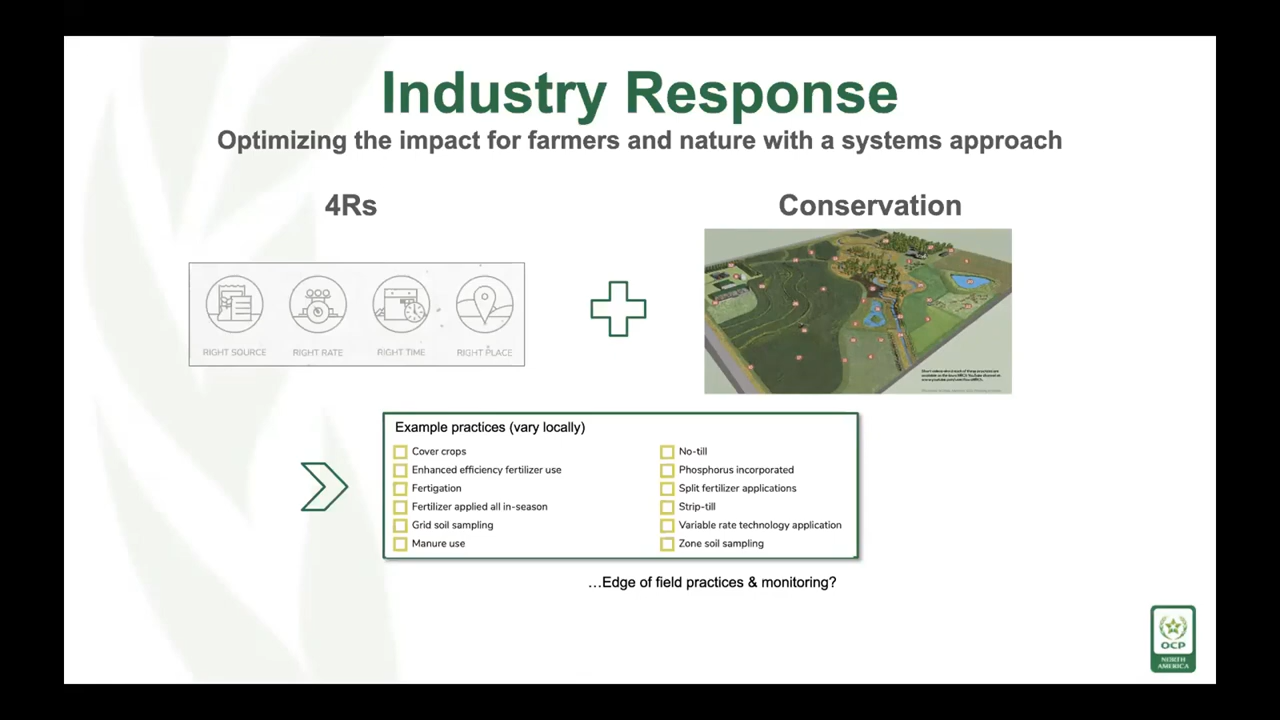 Industry Response
Optimizing the impact for farmers and nature with a systems approach
4Rs
Conservation
RIGHT SOURCE
RIGHT RATE
RIGHT TIME
RIGHT PLACE
Example practices (vary locally)
Cover crops
Enhanced efficiency fertilizer use
Fertigation
Fertilizer applied all in-season
Grid soil sampling
Manure use
No-till
Phosphorus incorporated
Split fertilizer applications
Strip-till
Variable rate technology application
Zone soil sampling
…Edge of field practices & monitoring?
OCP
NORTH
AMERICA